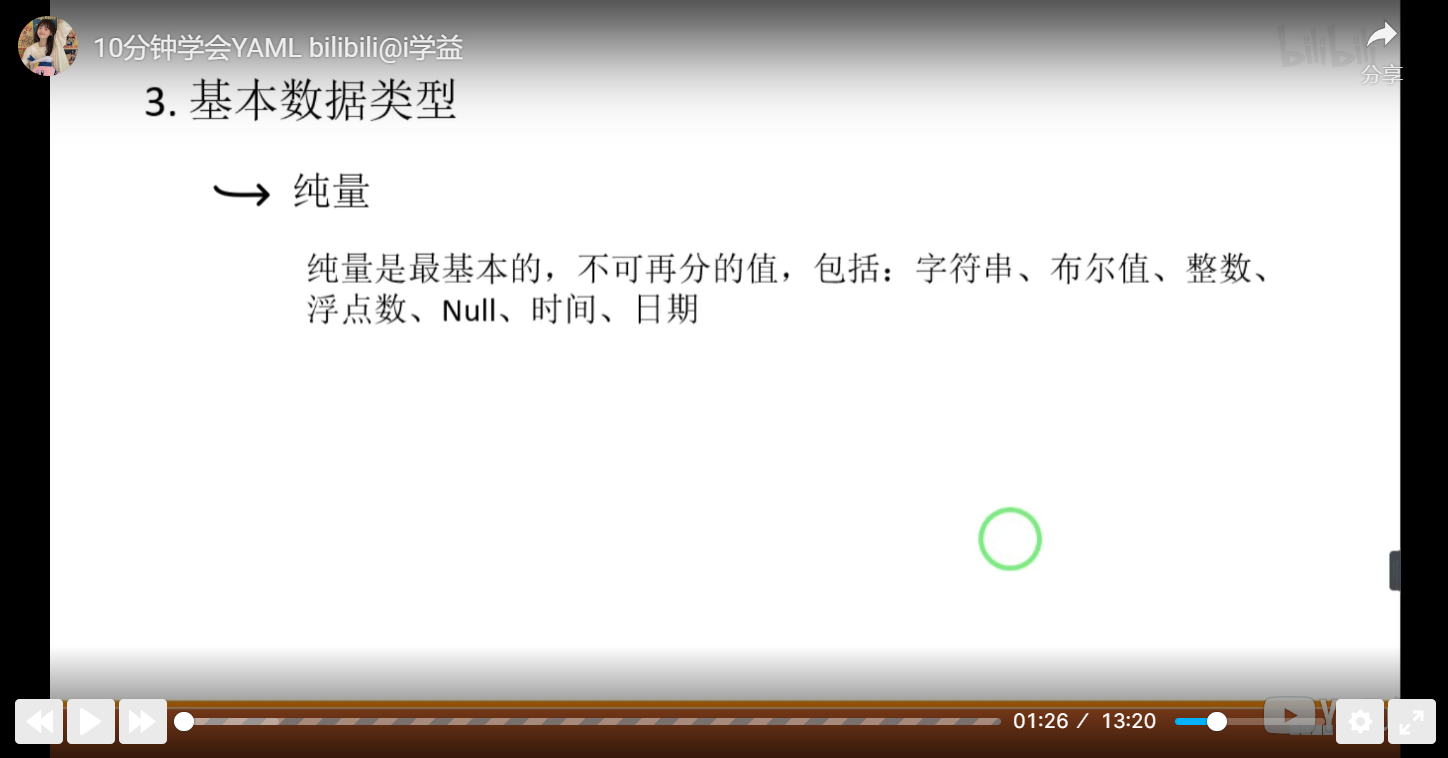 10分钟学会YAML bilibili@i学益
bilibili
分享
3. 基本数据类型
纯量
纯量是最基本的，不可再分的值，包括：字符串、布尔值、整数、
浮点数、Null、时间、日期
01:26 / 13:20